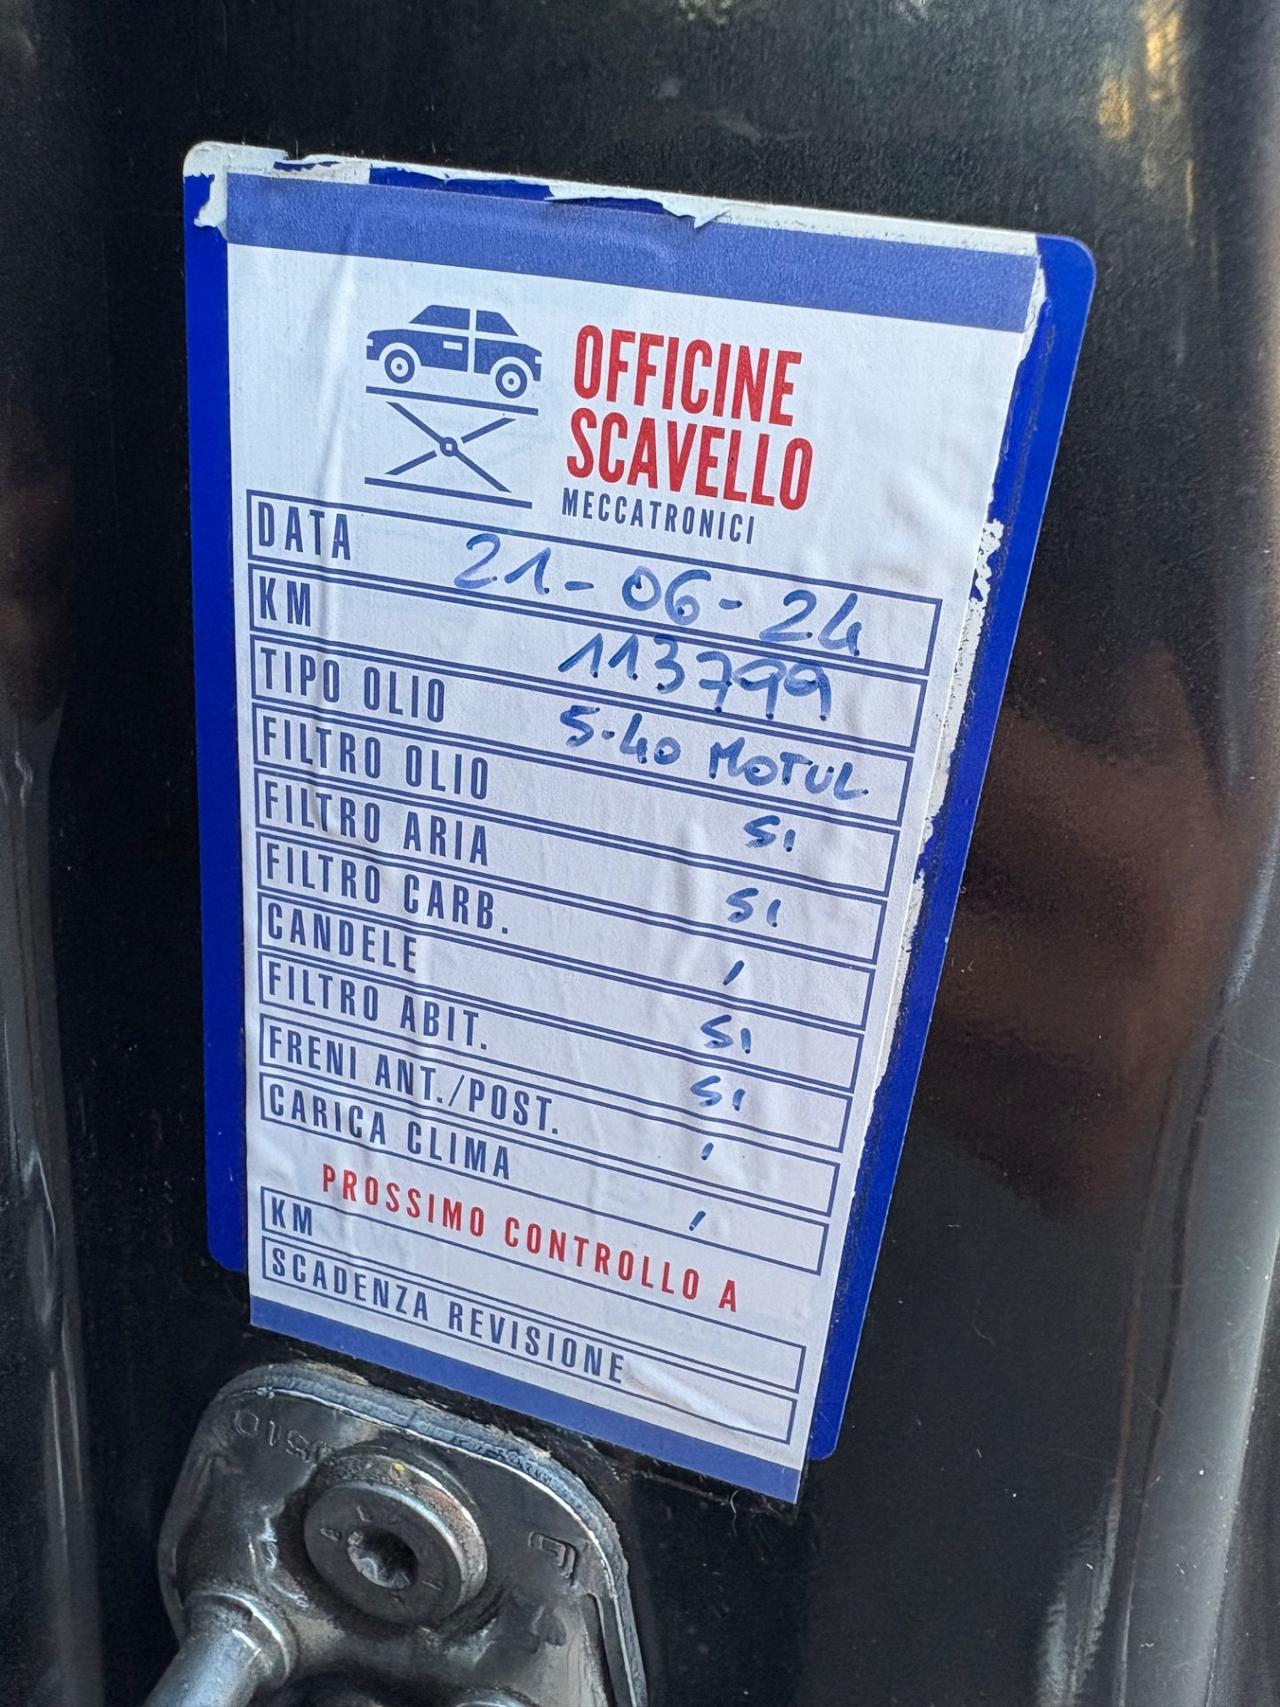 OFFICINE
SCAVELLO
MECCATRONICI
DATA 21-06-24
KM 113799
TIPO OLIO 5-40 MOTUL
FILTRO OLIO SI
FILTRO ARIA SI
FILTRO CARB. /
CANDELE SI
FILTRO ABIT. SI
FRENI ANT./POST. /
CARICA CLIMA /
PROSSIMO CONTROLLO A
KM
SCADENZA REVISIONE